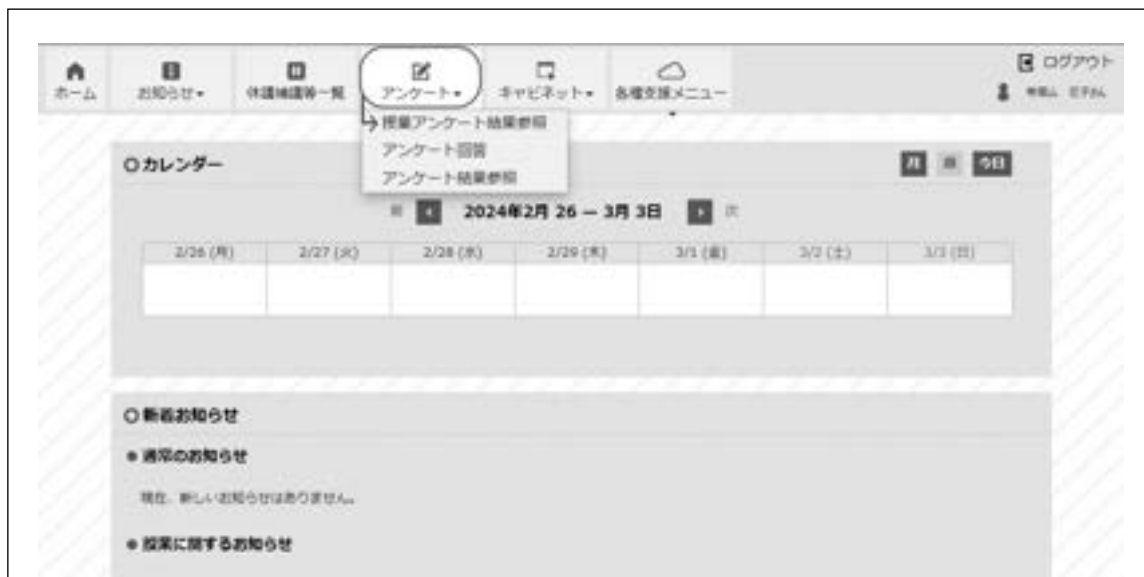 ログアウト
ホーム
お知らせ▾
休講補講等一覧
アンケート▾
キャビネット▾
各種支援メニュー
授業アンケート結果参照
アンケート回答
アンケート結果参照
カレンダー
月
今日
2024年2月 26 — 3月 3日
次
2/26 (月) 2/27 (火) 2/28 (水) 2/29 (木) 3/1 (金) 3/2 (土) 3/3 (日)
新着お知らせ
通常のお知らせ
現在、新しいお知らせはありません。
授業に関するお知らせ